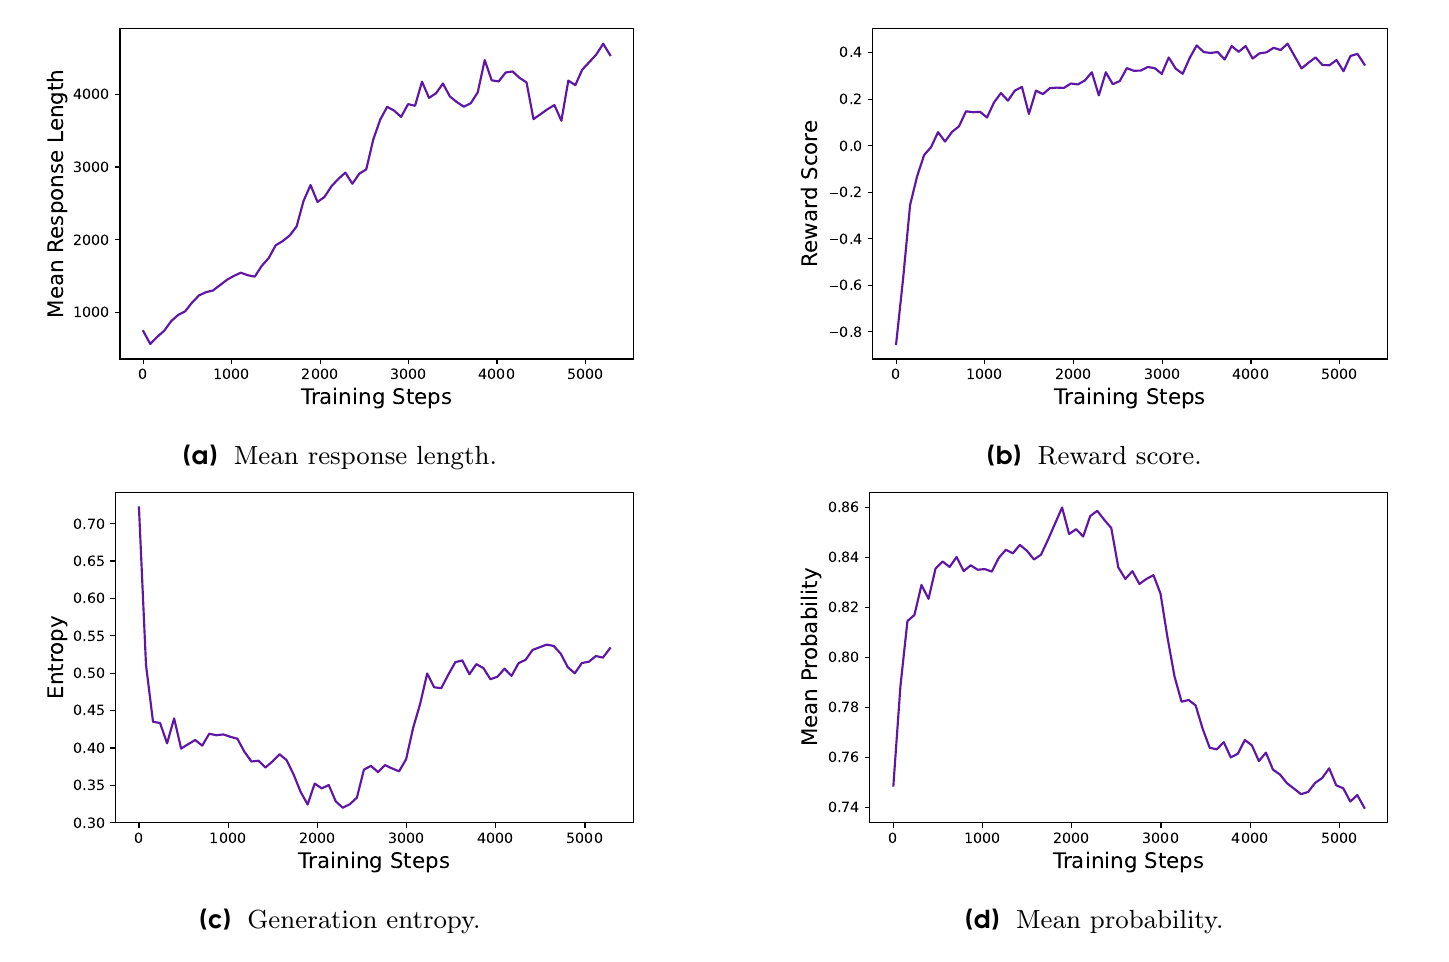 4000
3000
2000
1000
Mean Response Length
0 1000 2000 3000 4000 5000
Training Steps
(a) Mean response length.
0.4
0.2
0.0
−0.2
−0.4
−0.6
−0.8
Reward Score
0 1000 2000 3000 4000 5000
Training Steps
(b) Reward score.
0.70
0.65
0.60
0.55
0.50
0.45
0.40
0.35
0.30
Entropy
0 1000 2000 3000 4000 5000
Training Steps
(c) Generation entropy.
0.86
0.84
0.82
0.80
0.78
0.76
0.74
Mean Probability
0 1000 2000 3000 4000 5000
Training Steps
(d) Mean probability.